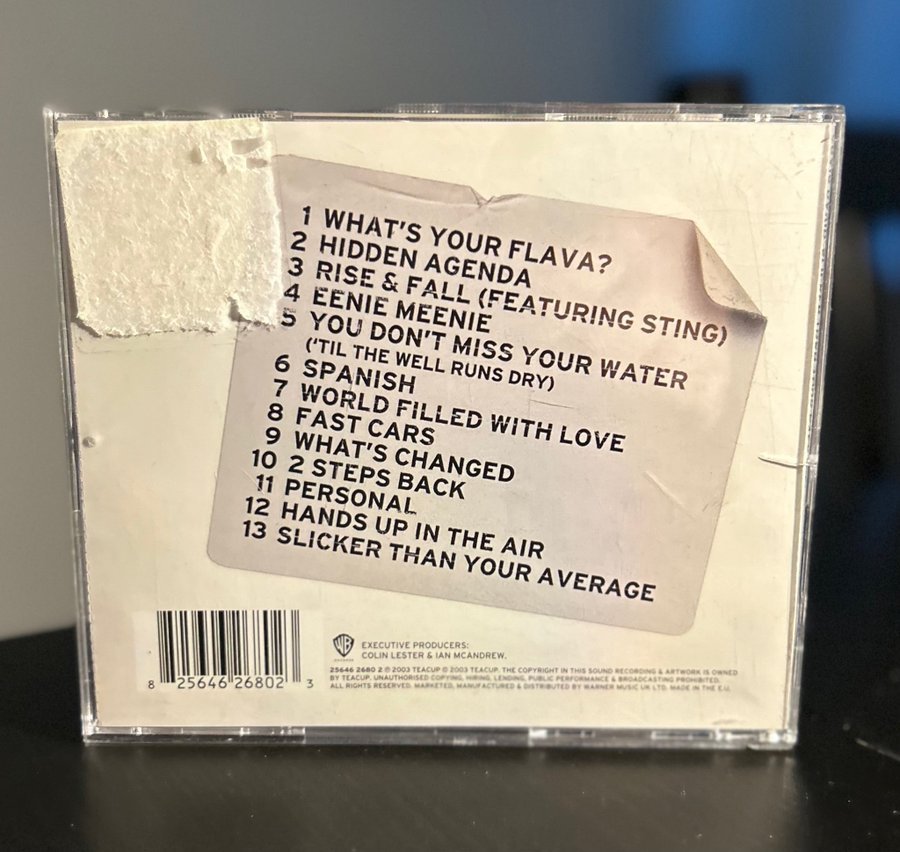 1 WHAT'S YOUR FLAVA?
2 HIDDEN AGENDA
3 RISE & FALL (FEATURING STING)
4 EENIE MEENIE
5 YOU DON'T MISS YOUR WATER
('TIL THE WELL RUNS DRY)
6 SPANISH
7 WORLD FILLED WITH LOVE
8 FAST CARS
9 WHAT'S CHANGED
10 2 STEPS BACK
11 PERSONAL
12 HANDS UP IN THE AIR
13 SLICKER THAN YOUR AVERAGE
8 25646 26802 3
WB
EXECUTIVE PRODUCERS:
COLIN LESTER & IAN MCANDREW.
25646 2680 2 ℗ 2003 TEACUP © 2003 TEACUP. THE COPYRIGHT IN THIS SOUND RECORDING & ARTWORK IS OWNED
BY TEACUP. UNAUTHORISED COPYING, HIRING, LENDING, PUBLIC PERFORMANCE & BROADCASTING PROHIBITED.
ALL RIGHTS RESERVED. MARKETED, MANUFACTURED & DISTRIBUTED BY WARNER MUSIC UK LTD. MADE IN THE E.U.